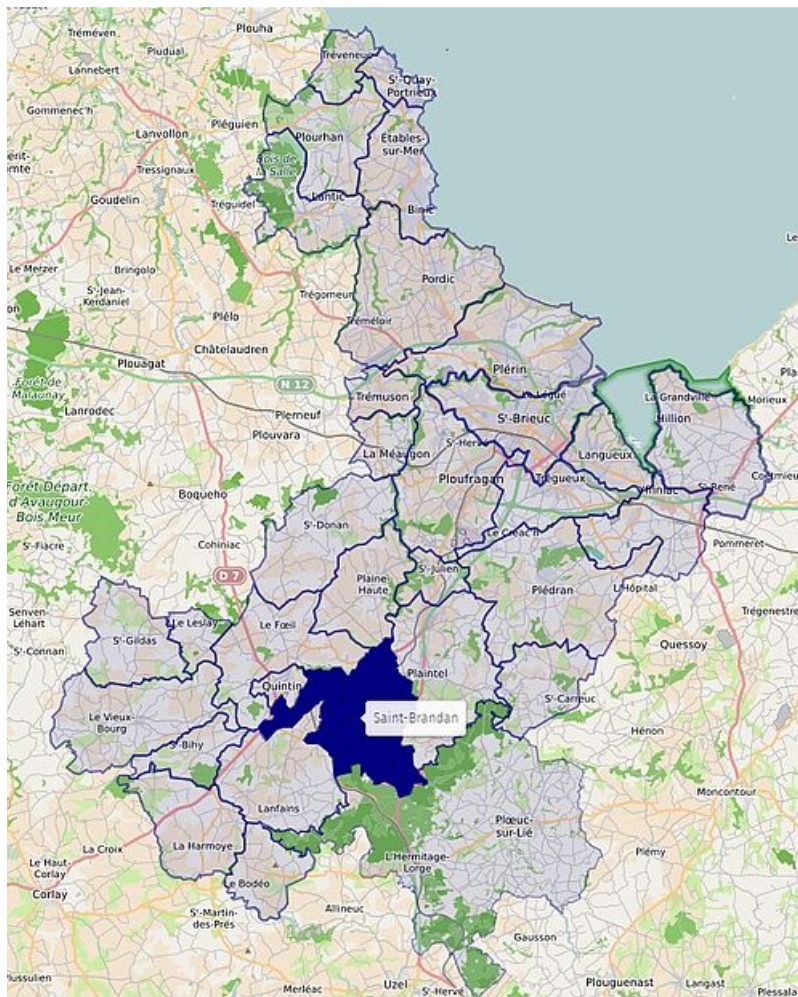 Tréméven
Plouha
Pludual
Lannebert
Tréveneuc
St-Quay-
Portrieux
Gommenec'h
Lanvollon
Pléguien
Plourhan
Étables-
sur-Mer
Bois de
la Salle
Tressignaux
Goudelin
Tréguidel
Lantic
Binic
Le Merzer
Bringolo
St-Jean-
Kerdaniel
Trégomeur
Pordic
Plélo
Tréméloir
Châtelaudren
Plouagat
Plérin
N 12
Forêt de
Malaunay
Lanrodec
Trémuson
Légué
La Grandville
Morieux
Plerneuf
St-Brieuc
Hillion
Plouvara
La Méaugon
Langueux
Ploufragan
Trégueux
St-René
Forêt Départ.
d'Avaugour-
Bois Meur
Boqueho
St-Donan
Pommeret
St-Fiacre
Cohiniac
St-Julien
D 7
Plaine-
Haute
Plédran
L'Hôpital
Senven-
Léhart
Le Leslay
Le Fœil
Trégenestre
St-Gildas
St-Connan
Quessoy
Quintin
Plaintel
St-Carreuc
Le Vieux-
Bourg
Saint-Brandan
Hénon
St-Bihy
Moncontour
Lanfains
Plœuc-
sur-Lié
La Croix
La Harmoye
Plémy
Le Haut-
Corlay
L'Hermitage-
Lorge
Corlay
Le Bodéo
Allineuc
St-Martin-
des-Prés
Gausson
Merléac
Uzel
St-Hervé
Plouguenast
Langast